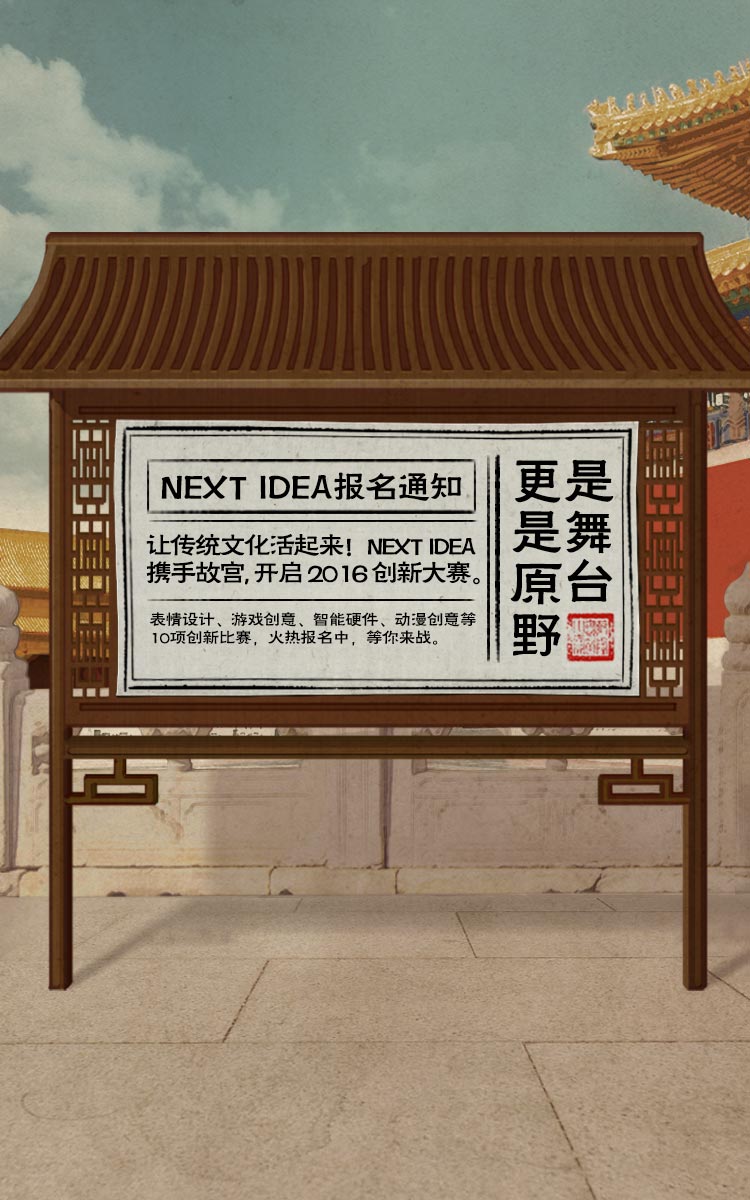 NEXT IDEA报名通知
让传统文化活起来！NEXT IDEA
携手故宫，开启2016创新大赛。
表情设计、游戏创意、智能硬件、动漫创意等
10项创新比赛，火热报名中，等你来战。
是舞台
更是原野